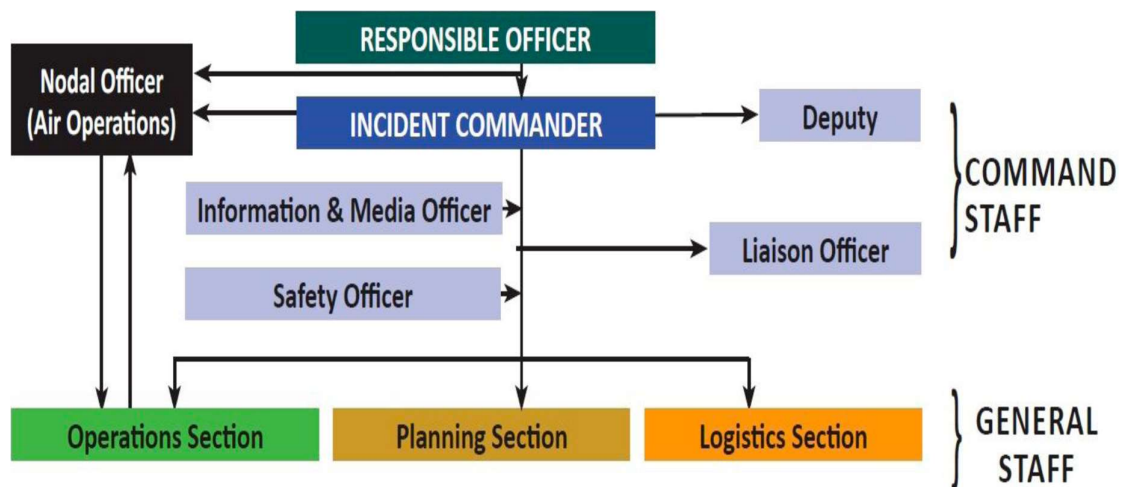 RESPONSIBLE OFFICER
Nodal Officer
(Air Operations)
INCIDENT COMMANDER
Deputy
COMMAND
STAFF
Information & Media Officer
Liaison Officer
Safety Officer
Operations Section
Planning Section
Logistics Section
GENERAL
STAFF